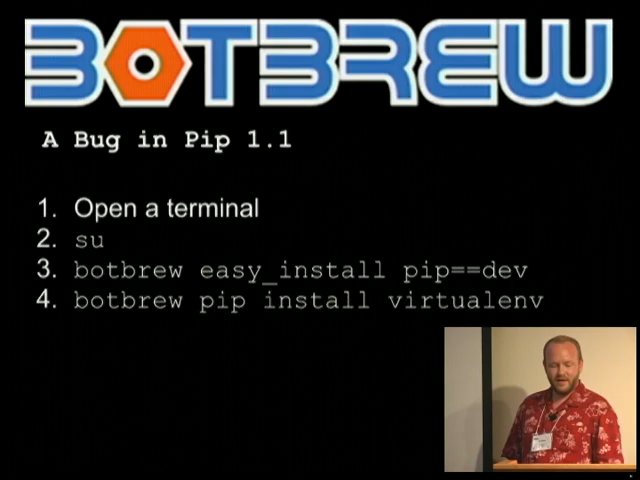 BOTBREW
A Bug in Pip 1.1
1. Open a terminal
2. su
3. botbrew easy_install pip==dev
4. botbrew pip install virtualenv